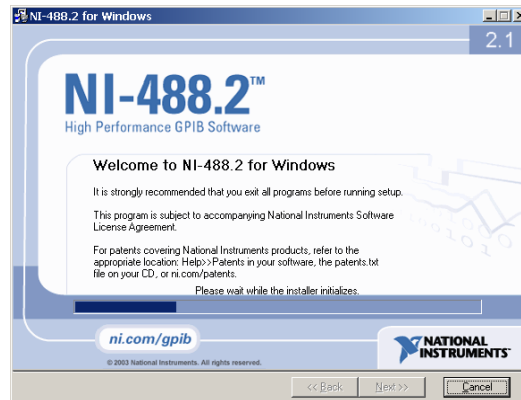 NI-488.2 for Windows
2.1
NI-488.2™
High Performance GPIB Software
Welcome to NI-488.2 for Windows
It is strongly recommended that you exit all programs before running setup.
This program is subject to accompanying National Instruments Software
License Agreement.
For patents covering National Instruments products, refer to the
appropriate location: Help>>Patents in your software, the patents.txt
file on your CD, or ni.com/patents.
Please wait while the installer initializes.
ni.com/gpib
© 2003 National Instruments. All rights reserved.
NATIONAL
INSTRUMENTS™
<< Back
Next >>
Cancel